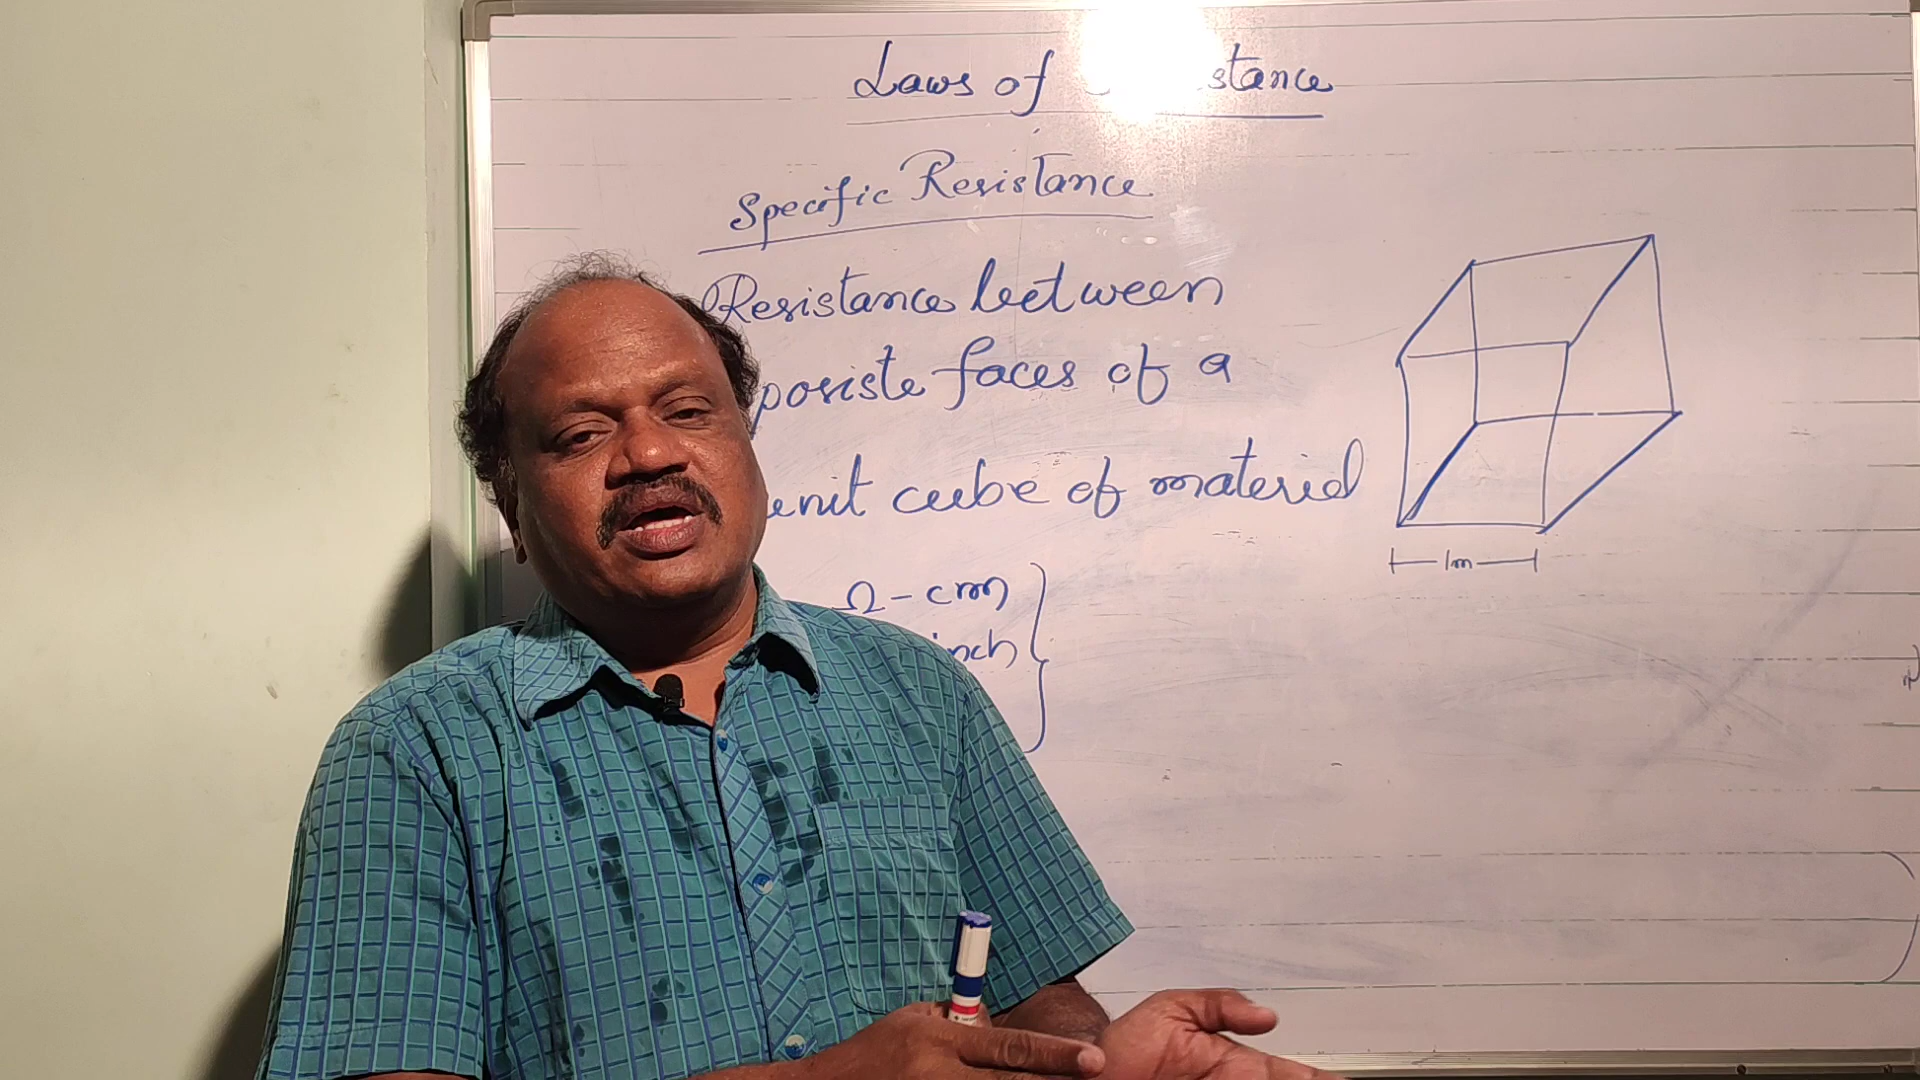 Laws of stance
Specific Resistance
Resistance between
posiste faces of a
unit cube of material
1m
Ω - cm
inch